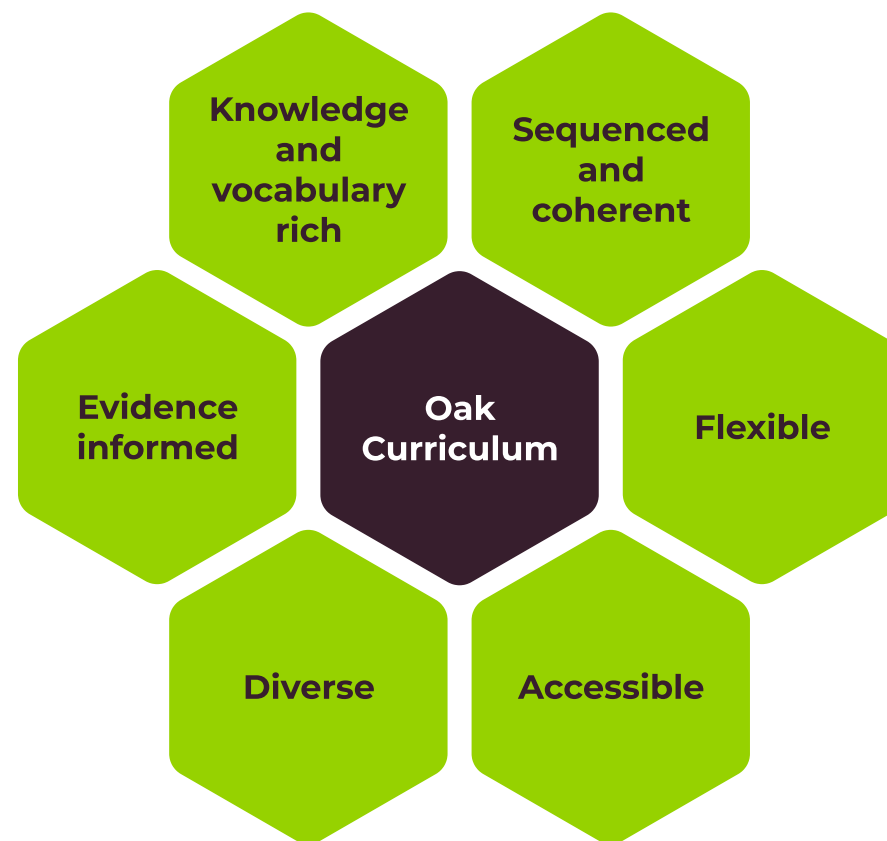 Knowledge
and
vocabulary
rich
Sequenced
and
coherent
Evidence
informed
Oak
Curriculum
Flexible
Diverse
Accessible